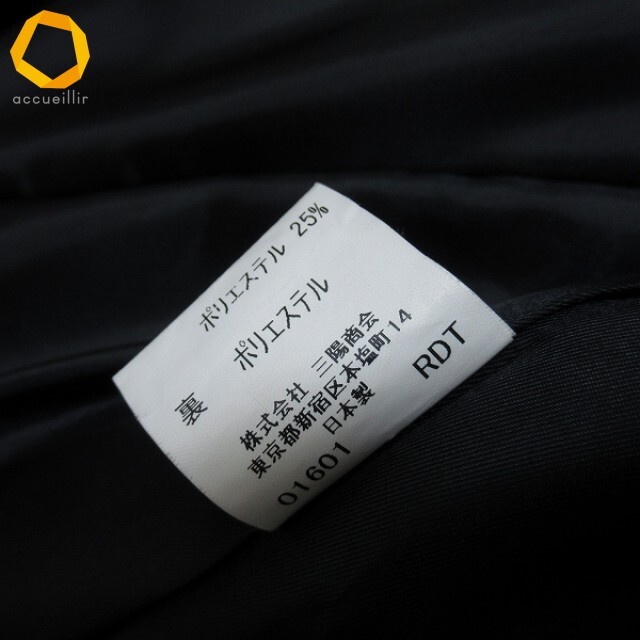 accueillir
ポリエステル 25%
裏 ポリエステル
株式会社 三陽商会
東京都新宿区本塩町14
01601 日本製 RDT